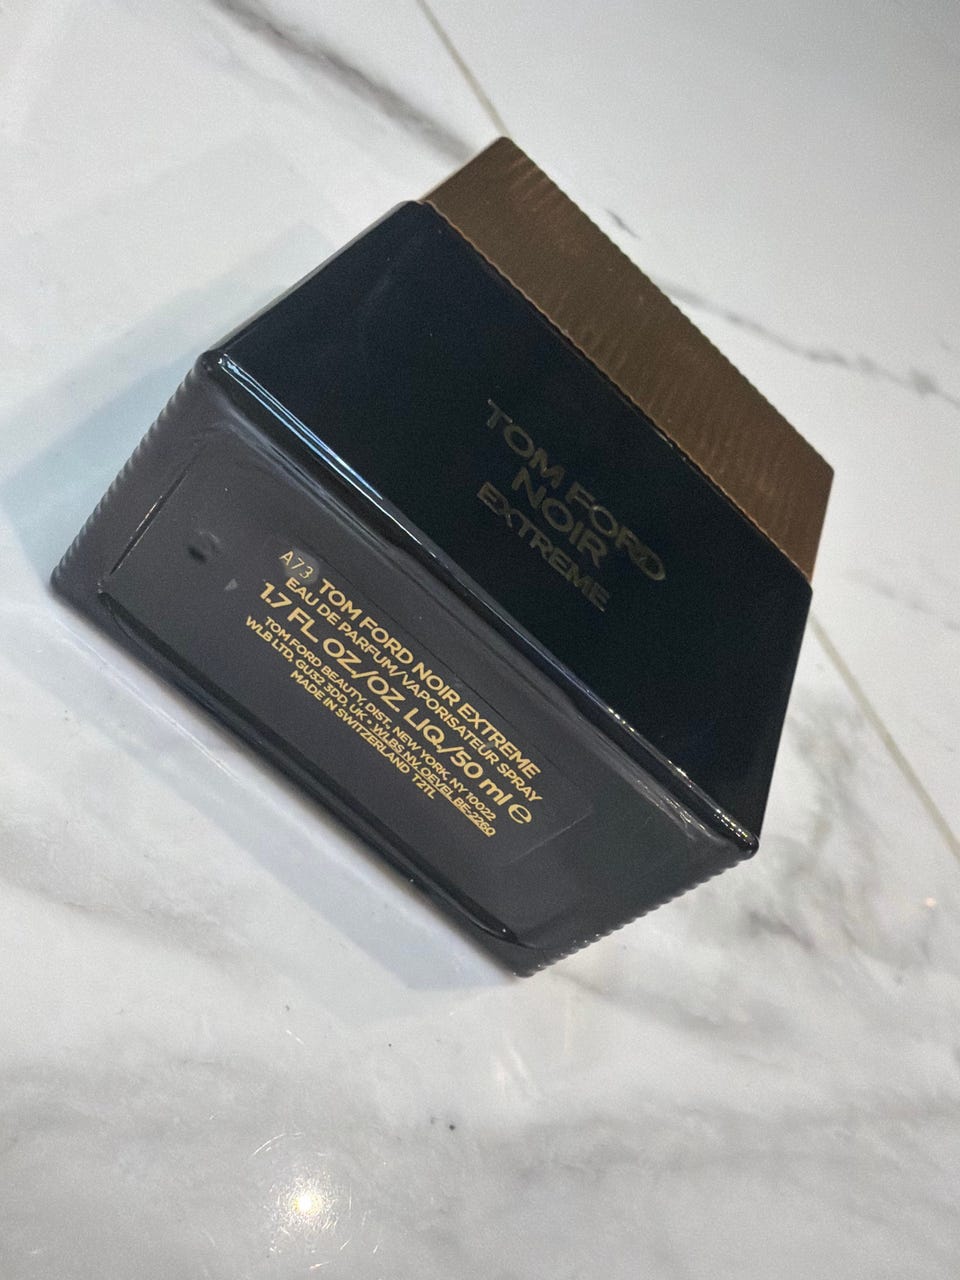 TOM FORD
NOIR
EXTREME
A73
TOM FORD NOIR EXTREME
EAU DE PARFUM/VAPORISATEUR SPRAY
1.7 FL OZ./OZ LIQ./50 ml e
TOM FORD BEAUTY, DIST., NEW YORK, NY 10022
WLB LTD, GU32 3DD, UK • WLBS NV, OEVEL BE-2260
MADE IN SWITZERLAND T2TL